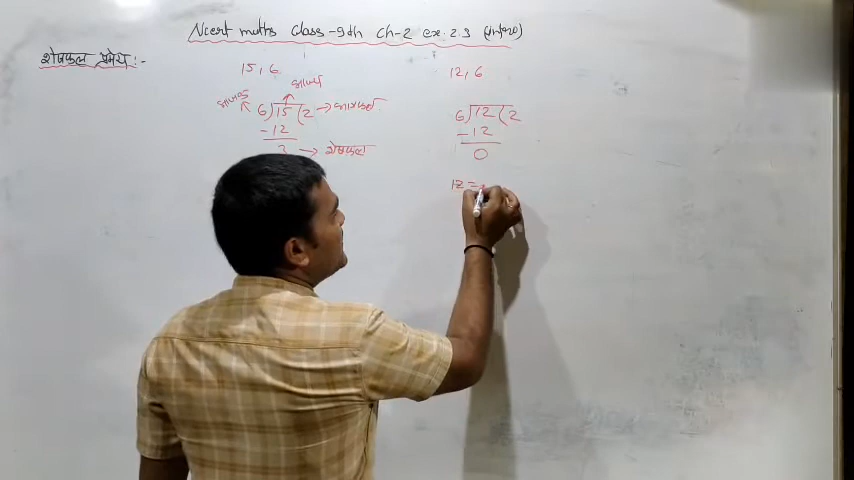 Ncert maths Class -9th Ch-2 ex: 2.3 (Intro)
शेषफल प्रमेय :-
15, 6
12, 6
भाज्य
भाजक
6)15(2 → भागफल
-12
3 → शेषफल
6)12(2
-12
0
12 =